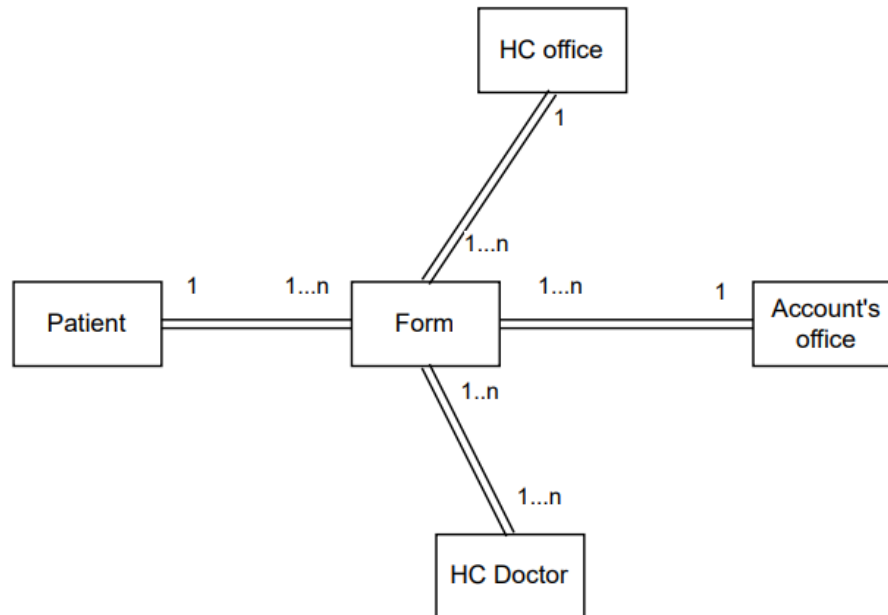 HC office
1
1...n
1
1...n
1...n
1
Patient
Form
Account's
office
1..n
1...n
HC Doctor